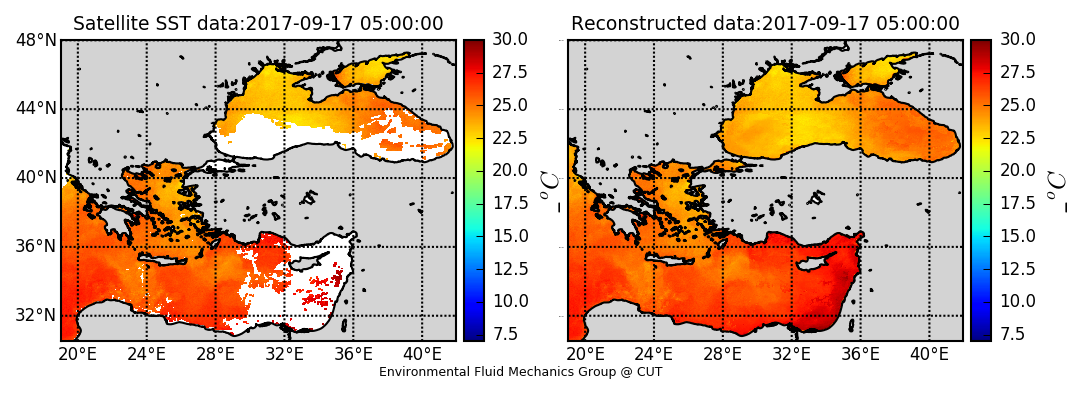 Satellite SST data:2017-09-17 05:00:00
48°N
44°N
40°N
36°N
32°N
20°E 24°E 28°E 32°E 36°E 40°E
30.0
27.5
25.0
22.5
20.0
17.5
15.0
12.5
10.0
7.5
_ °C
Reconstructed data:2017-09-17 05:00:00
20°E 24°E 28°E 32°E 36°E 40°E
30.0
27.5
25.0
22.5
20.0
17.5
15.0
12.5
10.0
7.5
_ °C
Environmental Fluid Mechanics Group @ CUT